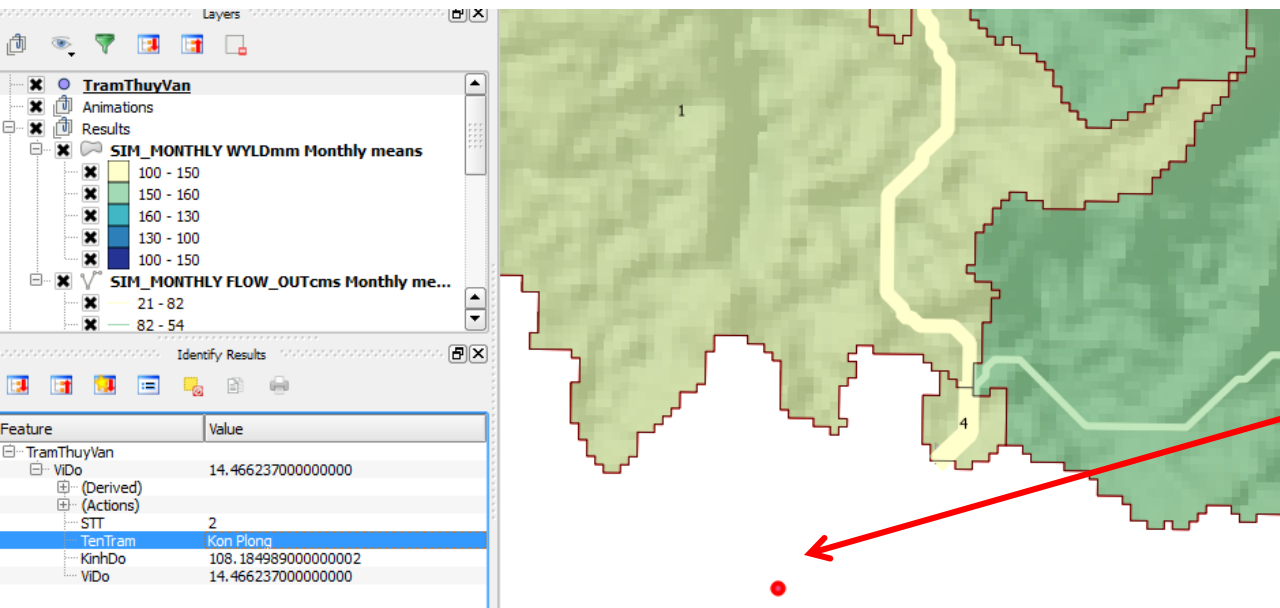 Layers
TramThuyVan
Animations
Results
SIM_MONTHLY WYLDmm Monthly means
100 - 150
150 - 160
160 - 130
130 - 100
100 - 150
SIM_MONTHLY FLOW_OUTcms Monthly me...
21 - 82
82 - 54
Identify Results
Feature Value
TramThuyVan
ViDo 14.466237000000000
(Derived)
(Actions)
STT 2
TenTram Kon Plong
KinhDo 108.184989000000002
ViDo 14.466237000000000
1
4